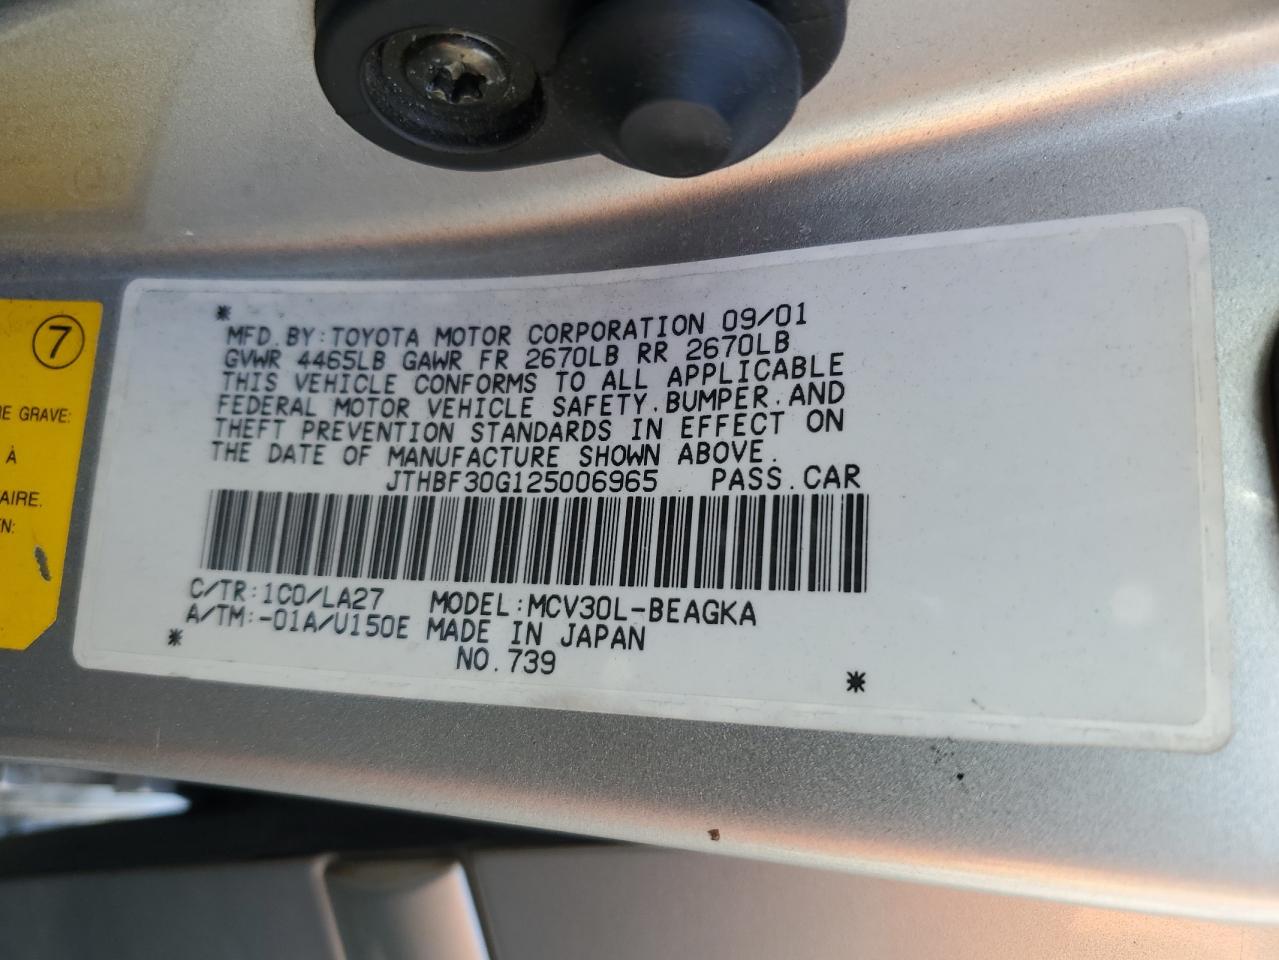 7
E GRAVE:
À
AIRE.
EN:
*
MFD. BY: TOYOTA MOTOR CORPORATION 09/01
GVWR 4465LB GAWR FR 2670LB RR 2670LB
THIS VEHICLE CONFORMS TO ALL APPLICABLE
FEDERAL MOTOR VEHICLE SAFETY, BUMPER, AND
THEFT PREVENTION STANDARDS IN EFFECT ON
THE DATE OF MANUFACTURE SHOWN ABOVE.
JTHBF30G125006965 PASS. CAR
C/TR:1C0/LA27 MODEL:MCV30L-BEAGKA
A/TM:-01A/U150E MADE IN JAPAN
* NO. 739 *